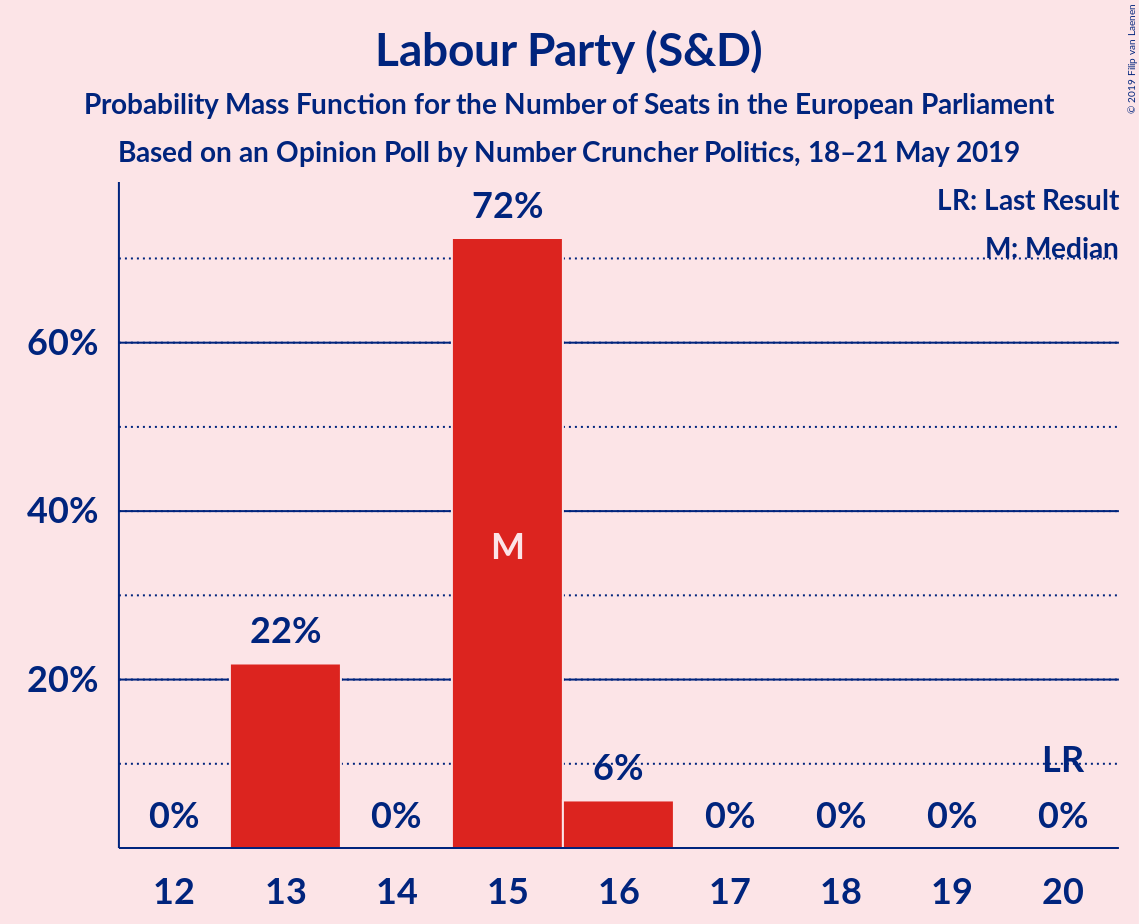 Labour Party (S&D)
Probability Mass Function for the Number of Seats in the European Parliament
Based on an Opinion Poll by Number Cruncher Politics, 18–21 May 2019
© 2019 Filip van Laenen
LR: Last Result
M: Median
60%
40%
20%
0%
22%
0%
72%
M
6%
0%
0%
0%
LR
0%
12 13 14 15 16 17 18 19 20